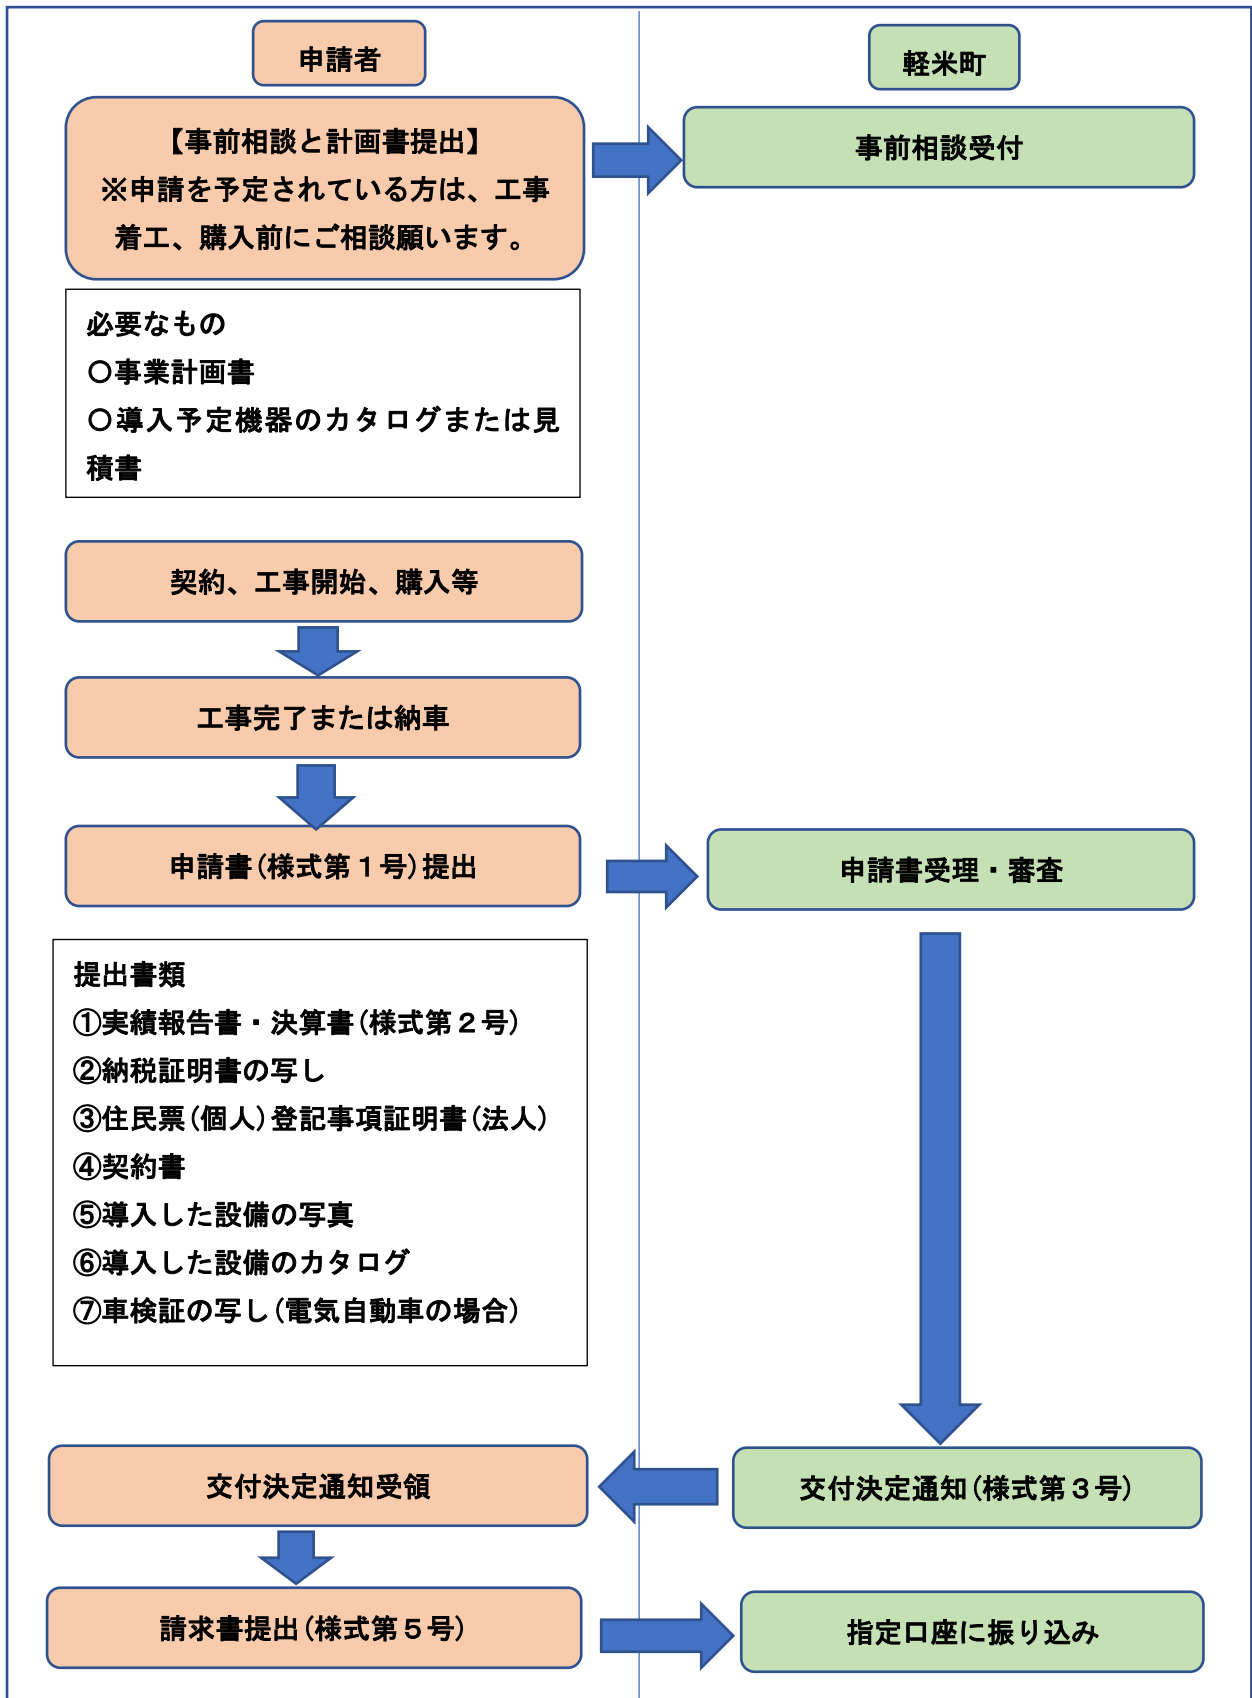 申請者
軽米町
【事前相談と計画書提出】
※申請を予定されている方は、工事
着工、購入前にご相談願います。
事前相談受付
必要なもの
○事業計画書
○導入予定機器のカタログまたは見
積書
契約、工事開始、購入等
工事完了または納車
申請書(様式第１号)提出
申請書受理・審査
提出書類
①実績報告書・決算書(様式第２号)
②納税証明書の写し
③住民票(個人)登記事項証明書(法人)
④契約書
⑤導入した設備の写真
⑥導入した設備のカタログ
⑦車検証の写し(電気自動車の場合)
交付決定通知受領
交付決定通知(様式第３号)
請求書提出(様式第５号)
指定口座に振り込み